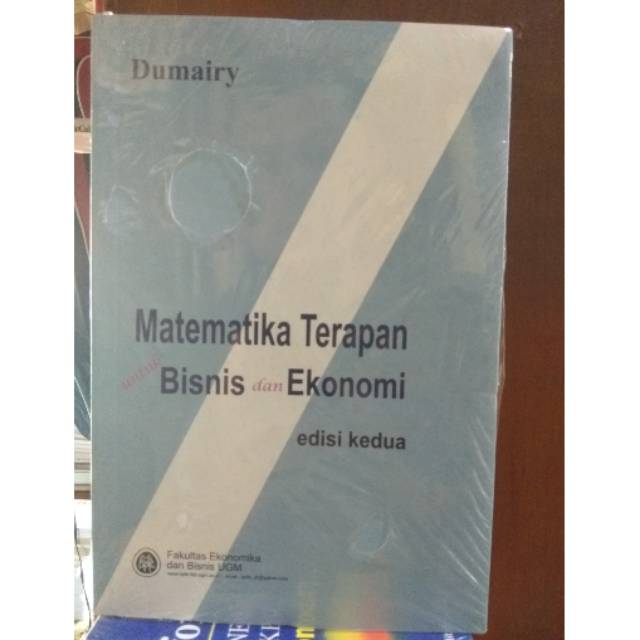 Dumairy
Matematika Terapan
untuk
Bisnis dan Ekonomi
edisi kedua
Fakultas Ekonomika
dan Bisnis UGM